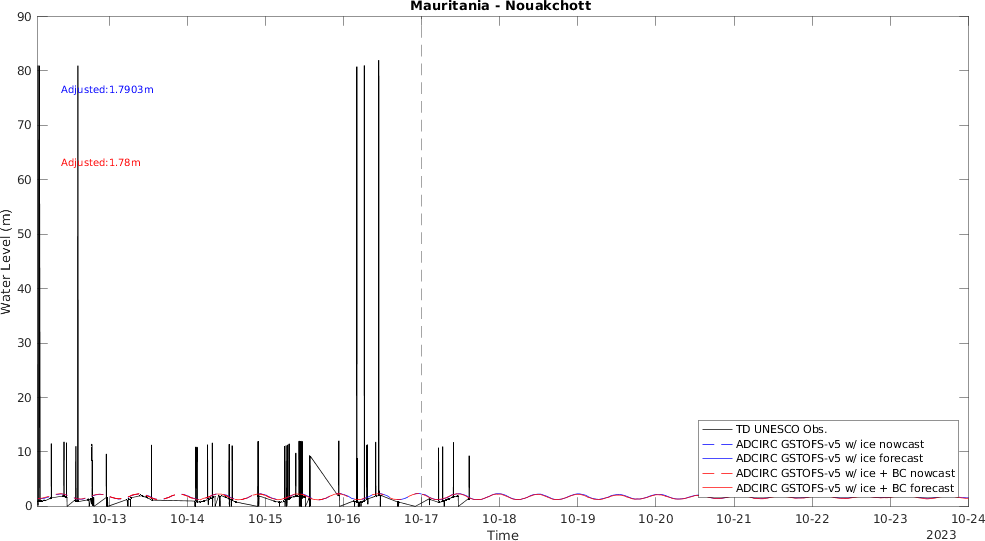 Mauritania - Nouakchott
90
80
70
60
50
40
30
20
10
0
Water Level (m)
Adjusted:1.7903m
Adjusted:1.78m
TD UNESCO Obs.
ADCIRC GSTOFS-v5 w/ ice nowcast
ADCIRC GSTOFS-v5 w/ ice forecast
ADCIRC GSTOFS-v5 w/ ice + BC nowcast
ADCIRC GSTOFS-v5 w/ ice + BC forecast
10-13 10-14 10-15 10-16 10-17 10-18 10-19 10-20 10-21 10-22 10-23 10-24
Time
2023